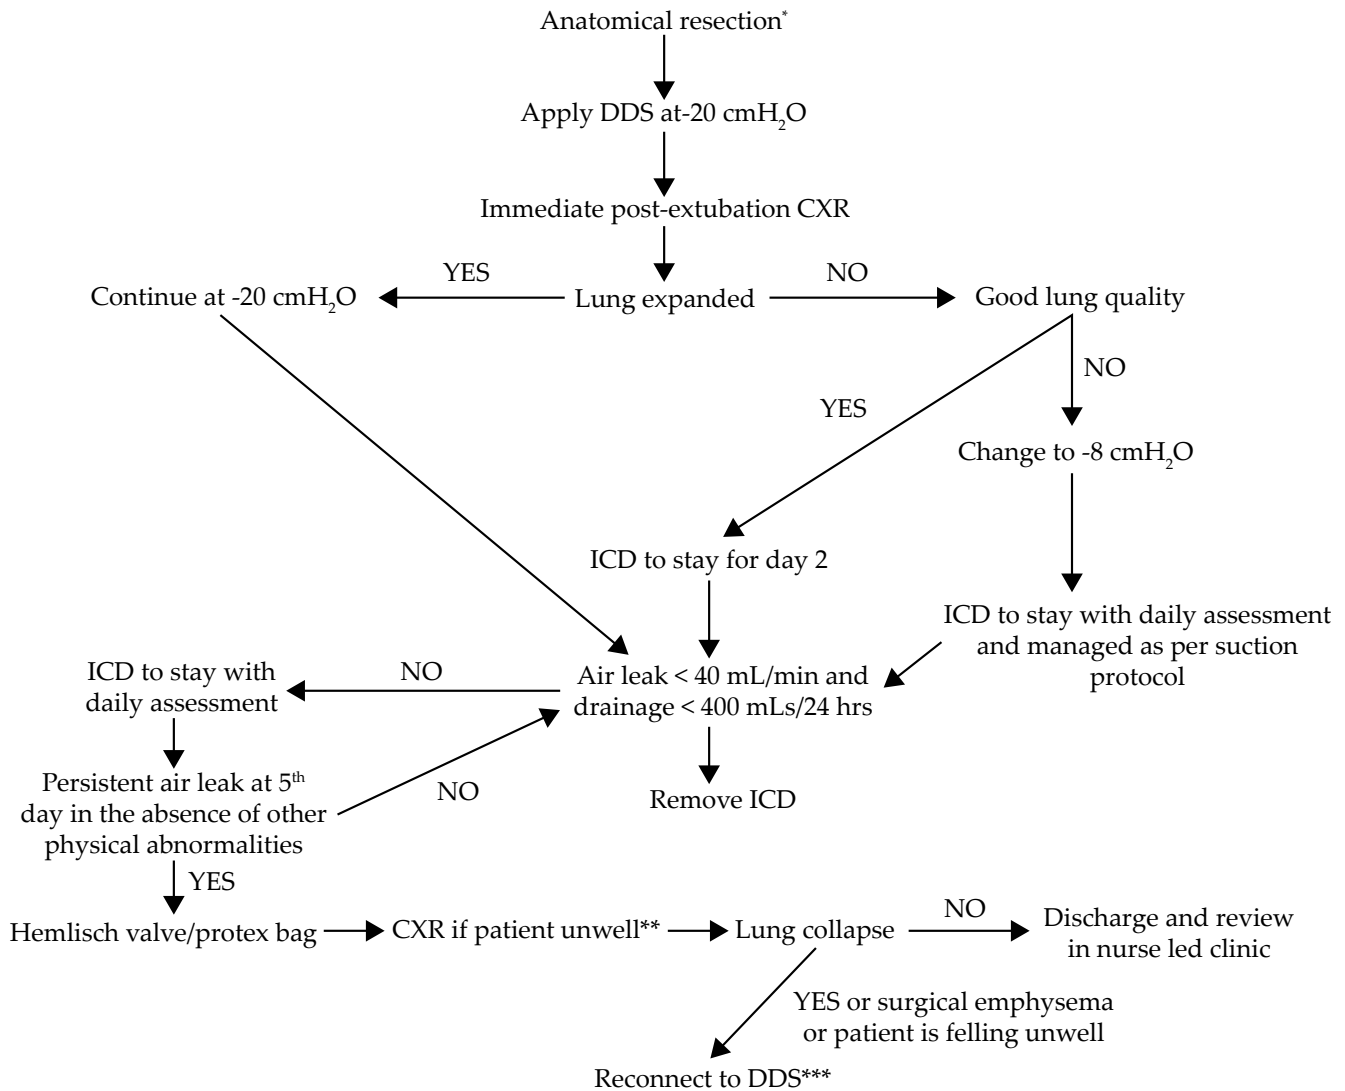 Anatomical resection*
Apply DDS at-20 cmH₂O
Immediate post-extubation CXR
YES
NO
Continue at -20 cmH₂O
Lung expanded
Good lung quality
NO
YES
Change to -8 cmH₂O
ICD to stay for day 2
ICD to stay with daily assessment
and managed as per suction
protocol
ICD to stay with
daily assessment
NO
Air leak < 40 mL/min and
drainage < 400 mLs/24 hrs
Persistent air leak at 5th
day in the absence of other
physical abnormalities
NO
Remove ICD
YES
Hemlisch valve/protex bag
CXR if patient unwell**
Lung collapse
NO
Discharge and review
in nurse led clinic
YES or surgical emphysema
or patient is felling unwell
Reconnect to DDS***